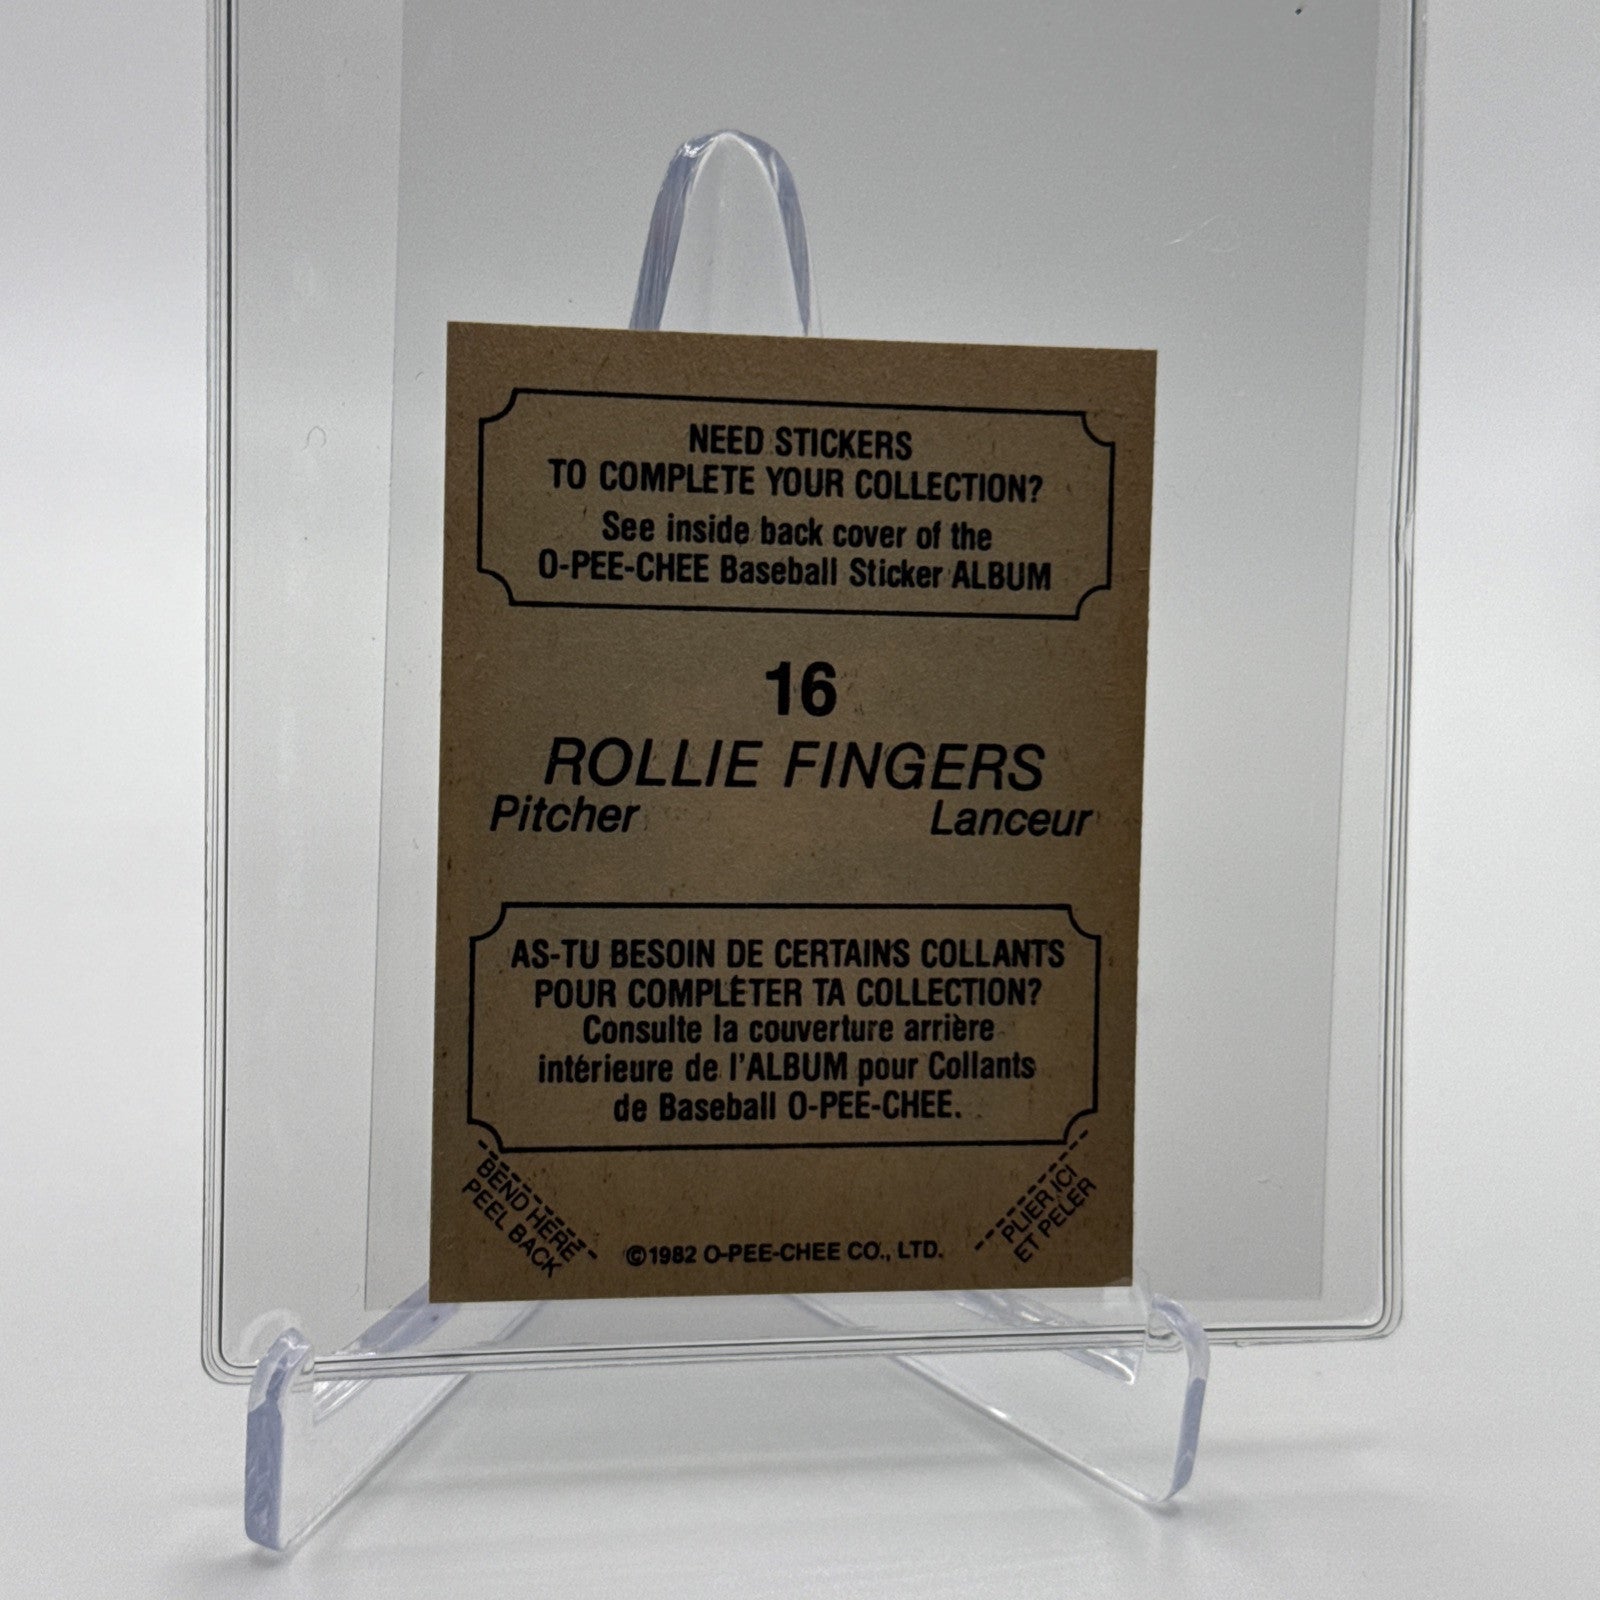 NEED STICKERS
TO COMPLETE YOUR COLLECTION?
See inside back cover of the
O-PEE-CHEE Baseball Sticker ALBUM
16
ROLLIE FINGERS
Pitcher Lanceur
AS-TU BESOIN DE CERTAINS COLLANTS
POUR COMPLÉTER TA COLLECTION?
Consulte la couverture arrière
intérieure de l'ALBUM pour Collants
de Baseball O-PEE-CHEE.
BEND HERE
PEEL BACK
©1982 O-PEE-CHEE CO., LTD.
PLIER ICI
ET PELER